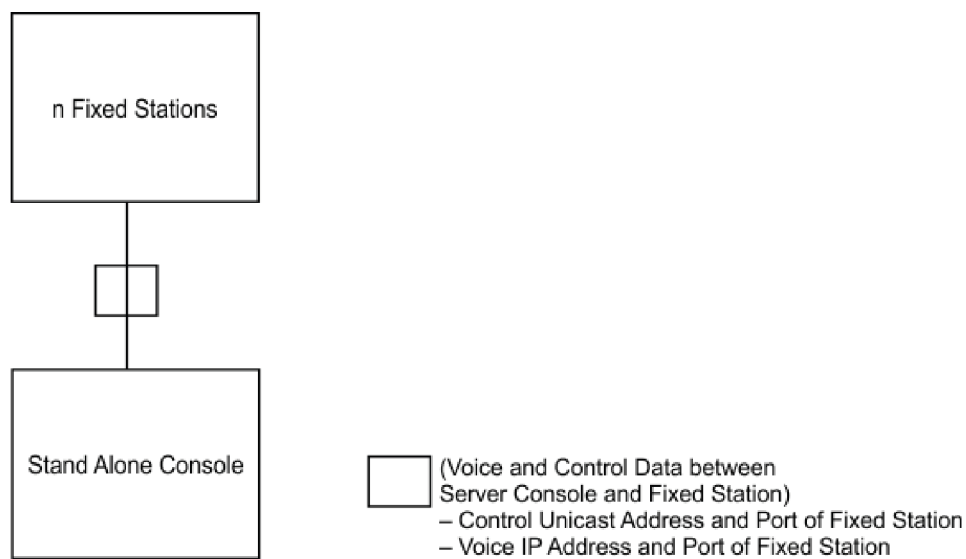 n Fixed Stations
Stand Alone Console
(Voice and Control Data between
Server Console and Fixed Station)
– Control Unicast Address and Port of Fixed Station
– Voice IP Address and Port of Fixed Station